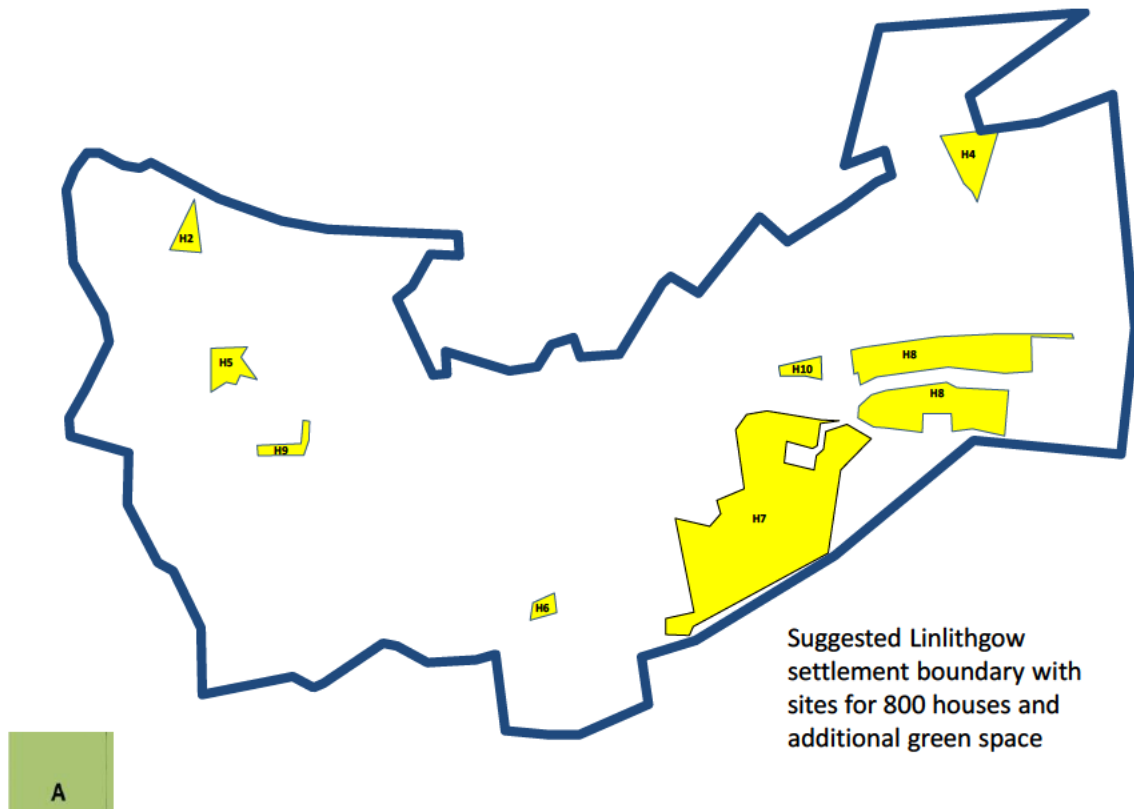 H4
H2
H8
H5
H10
H8
H9
H7
H6
Suggested Linlithgow
settlement boundary with
sites for 800 houses and
additional green space
A